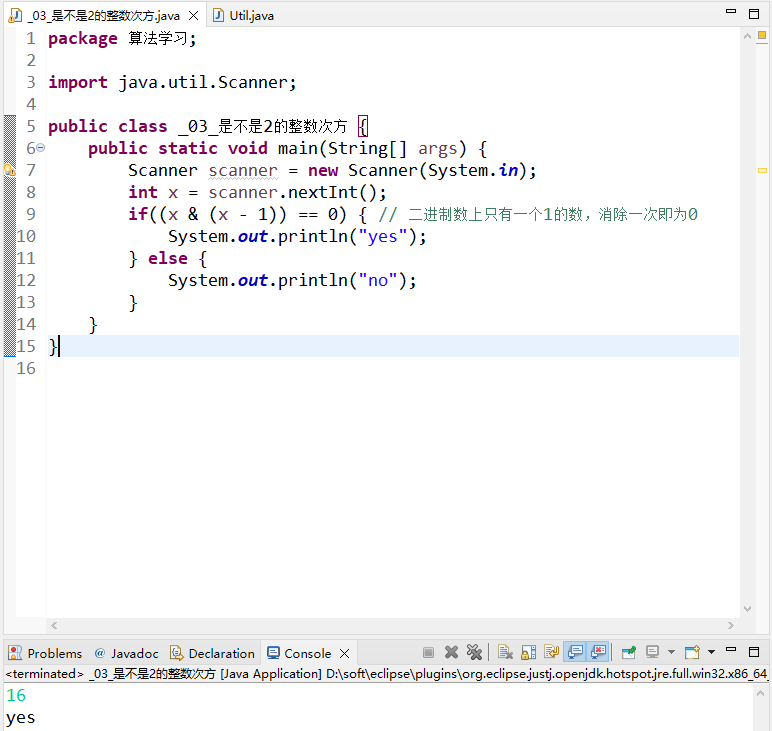 _03_是不是2的整数次方.java Util.java
1 package 算法学习;
2
3 import java.util.Scanner;
4
5 public class _03_是不是2的整数次方 {
6 public static void main(String[] args) {
7 Scanner scanner = new Scanner(System.in);
8 int x = scanner.nextInt();
9 if((x & (x - 1)) == 0) { // 二进制数上只有一个1的数，消除一次即为0
10 System.out.println("yes");
11 } else {
12 System.out.println("no");
13 }
14 }
15 }
16
Problems @ Javadoc Declaration Console
<terminated> _03_是不是2的整数次方 [Java Application] D:\soft\eclipse\plugins\org.eclipse.justj.openjdk.hotspot.jre.full.win32.x86_64_
16
yes